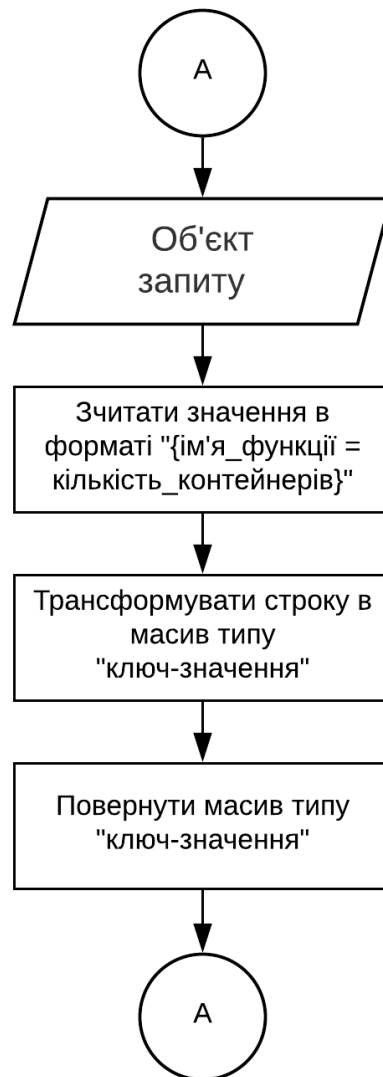 А
Об'єкт
запиту
Зчитати значення в
форматі "{ім'я_функції =
кількість_контейнерів}"
Трансформувати строку в
масив типу
"ключ-значення"
Повернути масив типу
"ключ-значення"
А